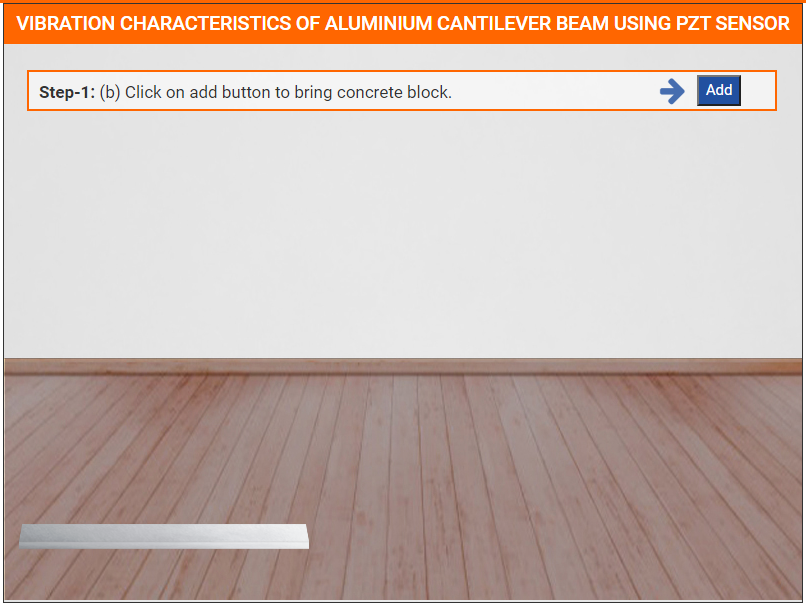 VIBRATION CHARACTERISTICS OF ALUMINIUM CANTILEVER BEAM USING PZT SENSOR
Step-1: (b) Click on add button to bring concrete block.
Add